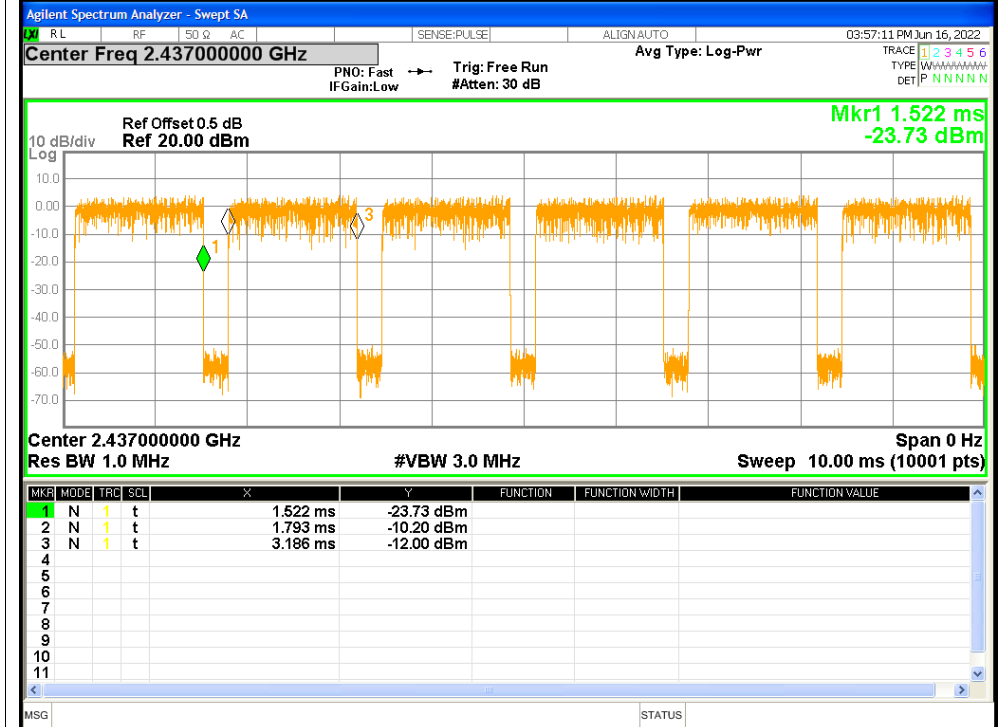 Agilent Spectrum Analyzer - Swept SA
LXI RL RF 50 Ω AC SENSE:PULSE ALIGN AUTO 03:57:11 PM Jun 16, 2022
Center Freq 2.437000000 GHz Avg Type: Log-Pwr TRACE 1 2 3 4 5 6
PNO: Fast Trig: Free Run TYPE WWWWWW
IFGain:Low #Atten: 30 dB DET P N N N N N
Mkr1 1.522 ms
Ref Offset 0.5 dB
10 dB/div Ref 20.00 dBm -23.73 dBm
Log
10.0
0.00
3
-10.0
1
-20.0
-30.0
-40.0
-50.0
-60.0
-70.0
Center 2.437000000 GHz Span 0 Hz
Res BW 1.0 MHz #VBW 3.0 MHz Sweep 10.00 ms (10001 pts)
MKR MODE TRC SCL X Y FUNCTION FUNCTION WIDTH FUNCTION VALUE
1 N 1 t 1.522 ms -23.73 dBm
2 N 1 t 1.793 ms -10.20 dBm
3 N 1 t 3.186 ms -12.00 dBm
4
5
6
7
8
9
10
11
MSG STATUS